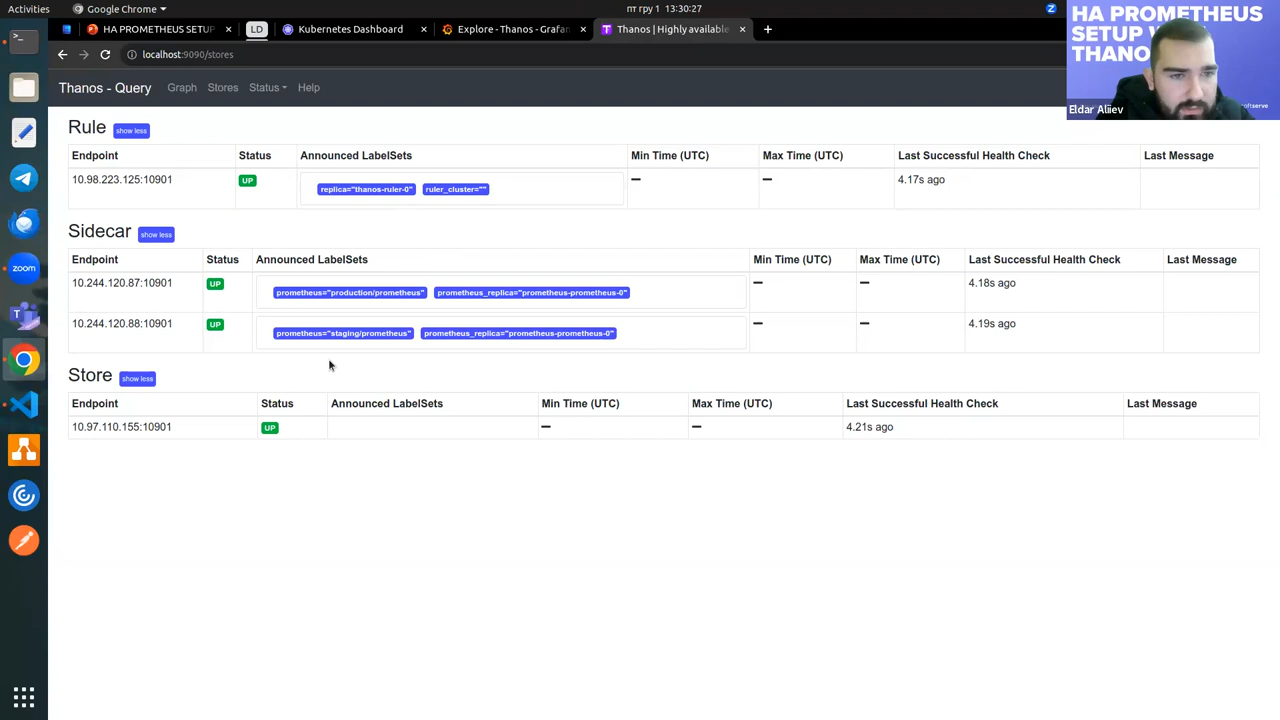 Activities
Google Chrome
пт гру 1 13:30:27
HA PROMETHEUS SETUP
LD
Kubernetes Dashboard
Explore - Thanos - Grafan
Thanos | Highly available
localhost:9090/stores
HA PROMETHEUS
SETUP W
THANO
softserve
Eldar Aliiev
Thanos - Query
Graph
Stores
Status
Help
Rule show less
Endpoint Status Announced LabelSets Min Time (UTC) Max Time (UTC) Last Successful Health Check Last Message
10.98.223.125:10901 UP replica="thanos-ruler-0" ruler_cluster="" — — 4.17s ago
Sidecar show less
Endpoint Status Announced LabelSets Min Time (UTC) Max Time (UTC) Last Successful Health Check Last Message
10.244.120.87:10901 UP prometheus="production/prometheus" prometheus_replica="prometheus-prometheus-0" — — 4.18s ago
10.244.120.88:10901 UP prometheus="staging/prometheus" prometheus_replica="prometheus-prometheus-0" — — 4.19s ago
Store show less
Endpoint Status Announced LabelSets Min Time (UTC) Max Time (UTC) Last Successful Health Check Last Message
10.97.110.155:10901 UP — — 4.21s ago
zoom